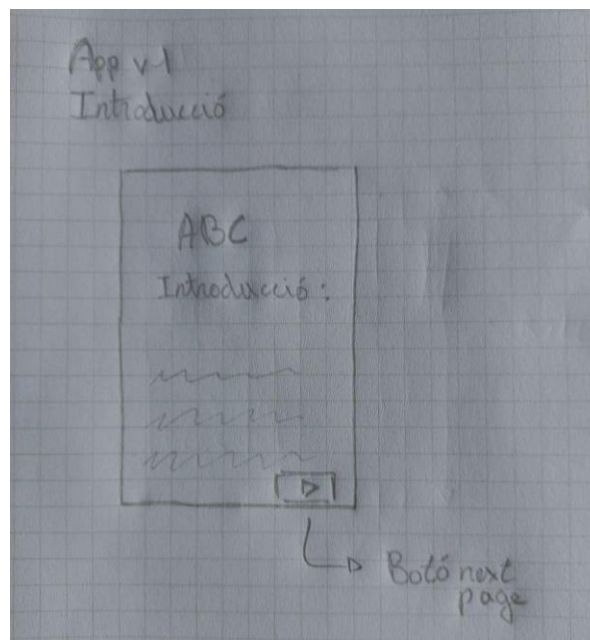 App v1
Introducció
ABC
Introducció:
Botó next
page